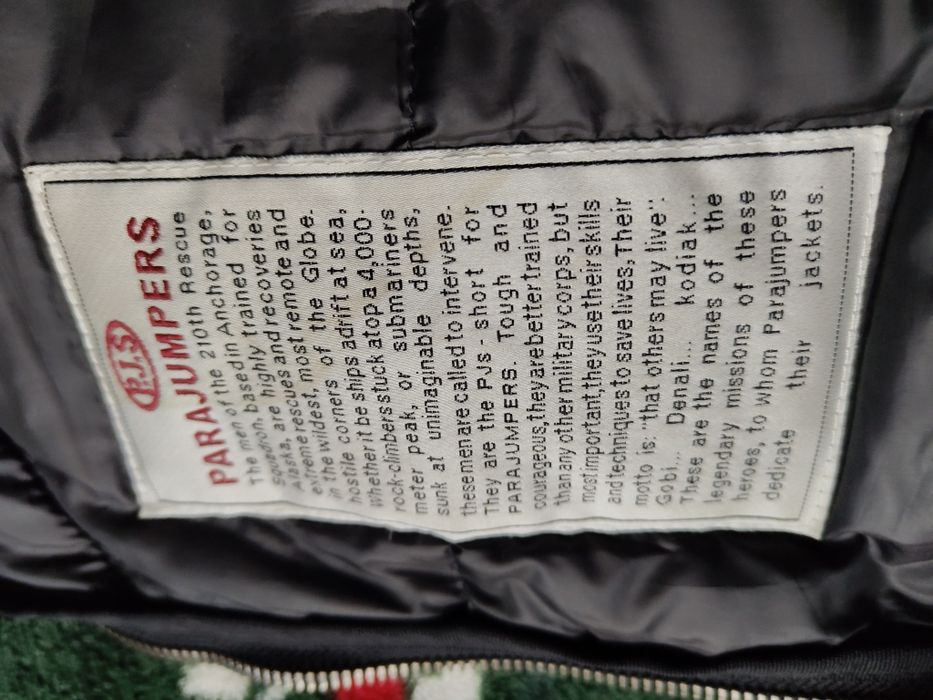 P.J.S
PARAJUMPERS
The men of the 210th Rescue
Squadron, based in Anchorage,
Alaska, are highly trained for
extreme rescues and recoveries
in the wildest, most remote and
hostile corners of the Globe.
Whether it be ships adrift at sea,
rock-climbers stuck atop a 4,000-
meter peak, or submariners
sunk at unimaginable depths,
these men are called to intervene.
They are the PJs - short for
PARAJUMPERS. Tough and
courageous, they are better trained
than any other military corps, but
most important, they use their skills
and techniques to save lives, Their
motto is: "that others may live":
Gobi... Denali... kodiak...
These are the names of the
legendary missions of these
heroes, to whom Parajumpers
dedicate their jackets.